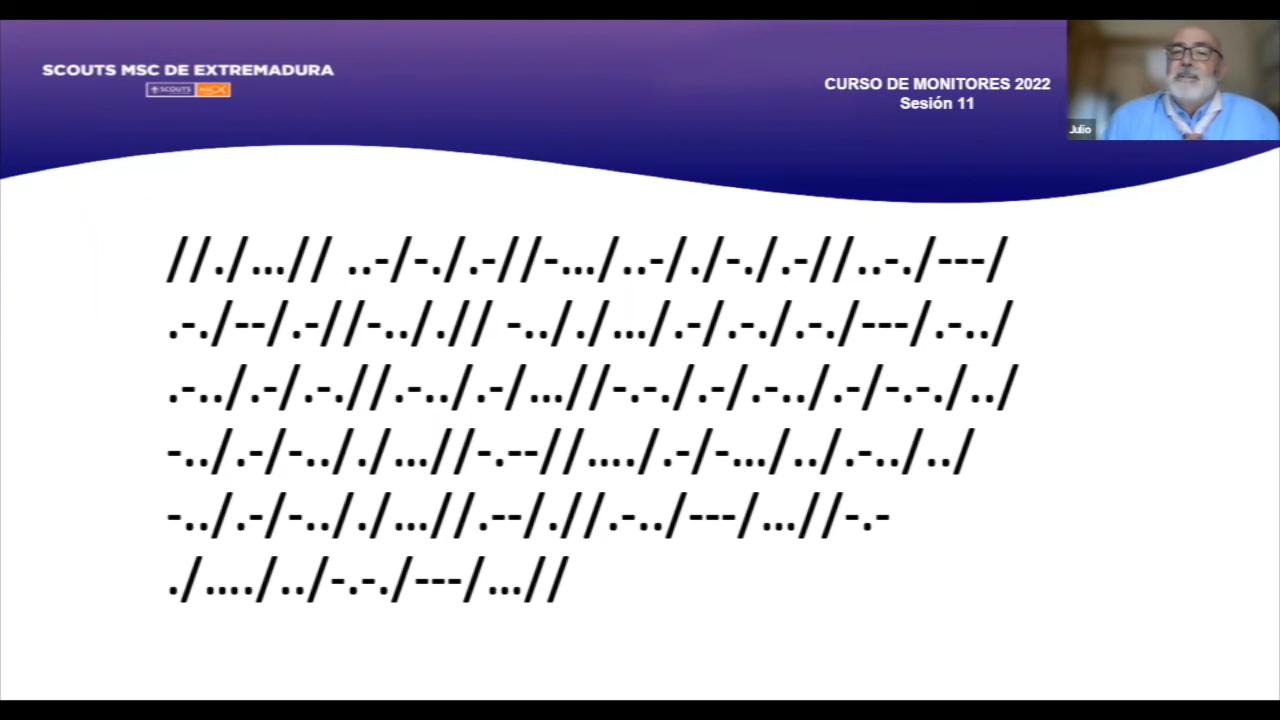 SCOUTS MSC DE EXTREMADURA
SCOUTS MSC
CURSO DE MONITORES 2022
Sesión 11
Julio
//./...// ..-/-././.-//-.../..-/./-./.-//..-./---/
.-./--/.-//-.././/​ -.././.../.-/.-./.-./---/.-../
.-../.-/.-.//.-../.-/...//-.-./.-/.-../.-/-.-./../
-../.-/-.././...//-.--//..../.-/-.../../.-../../
-../.-/-.././...//.--/.//.-../---/...//-.-
./..../../-.-./---/...//